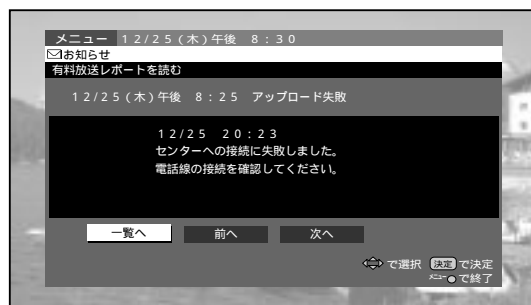 メニュー 12/25(木)午後 8:30
お知らせ
有料放送レポートを読む
12/25(木)午後 8:25 アップロード失敗
12/25 20:23
センターへの接続に失敗しました。
電話線の接続を確認してください。
一覧へ 前へ 次へ
で選択 決定 で決定
メニュー で終了